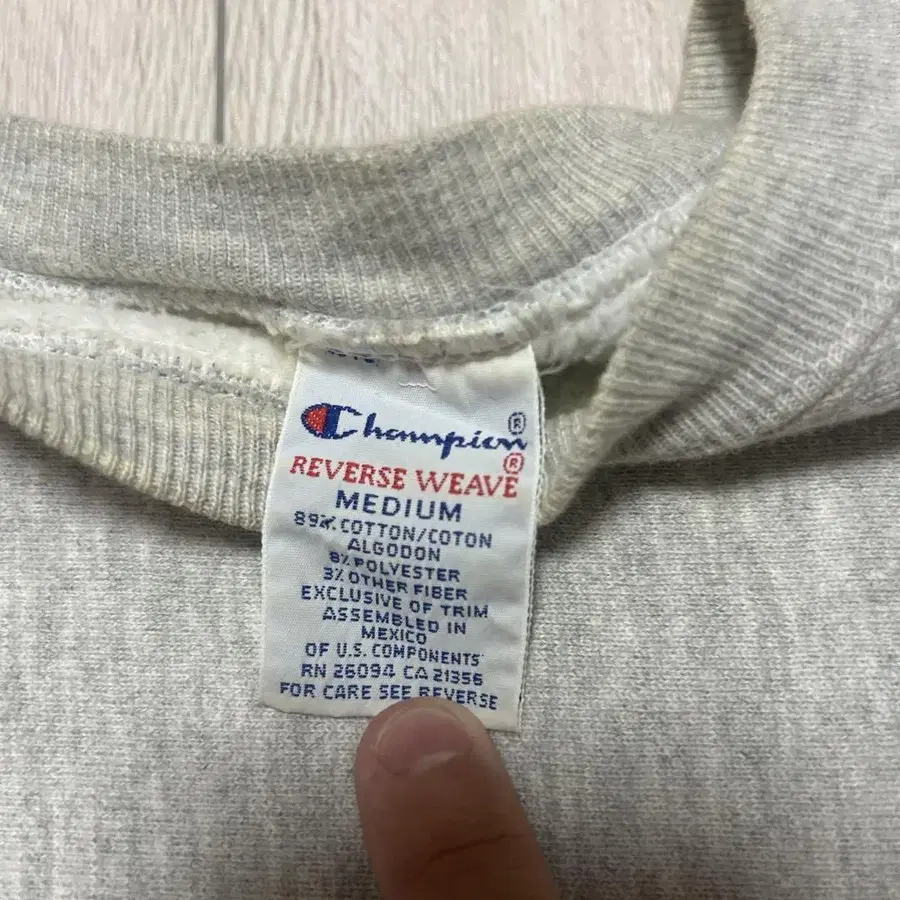 Champion®
REVERSE WEAVE®
MEDIUM
89% COTTON/COTON
ALGODON
8% POLYESTER
3% OTHER FIBER
EXCLUSIVE OF TRIM
ASSEMBLED IN
MEXICO
OF U.S. COMPONENTS
RN 26094 CA 21356
FOR CARE SEE REVERSE